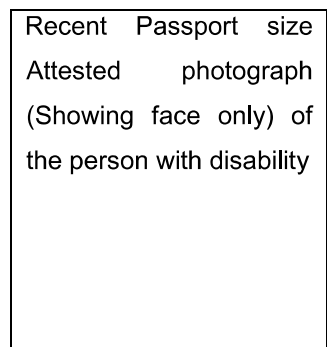 Recent Passport size
Attested photograph
(Showing face only) of
the person with disability